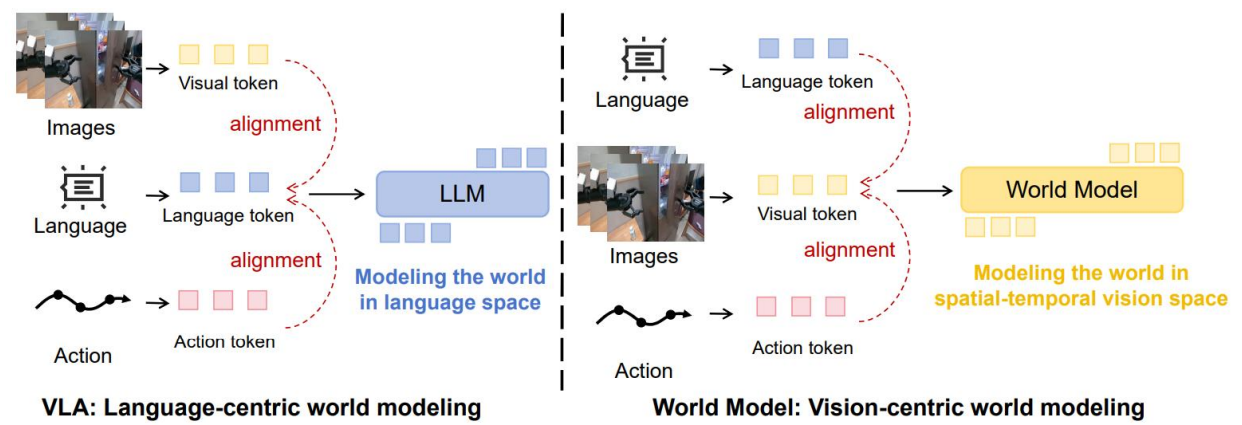 Visual token
Images
alignment
Language token
Language
LLM
alignment
Modeling the world
in language space
Action token
Action
VLA: Language-centric world modeling
Language token
Language
alignment
Visual token
Images
World Model
alignment
Modeling the world in
spatial-temporal vision space
Action token
Action
World Model: Vision-centric world modeling